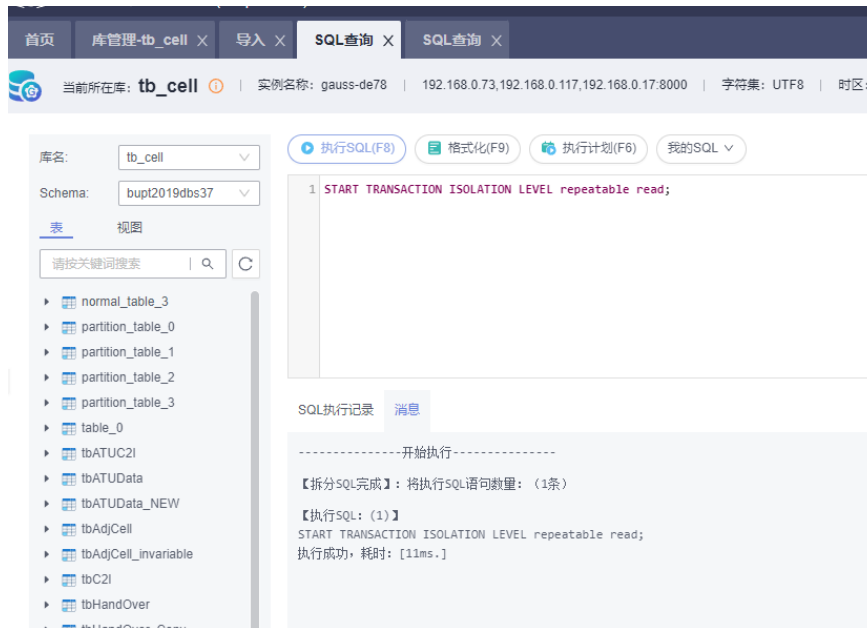 首页 库管理-tb_cell X 导入 X SQL查询 X SQL查询 X
当前所在库: tb_cell 实例名称: gauss-de78 | 192.168.0.73,192.168.0.117,192.168.0.17:8000 | 字符集: UTF8 | 时区:
库名: tb_cell
执行SQL(F8) 格式化(F9) 执行计划(F6) 我的SQL
Schema: bupt2019dbs37
1 START TRANSACTION ISOLATION LEVEL repeatable read;
表 视图
请按关键词搜索
normal_table_3
partition_table_0
partition_table_1
partition_table_2
partition_table_3
table_0
tbATUC2I
tbATUData
tbATUData_NEW
tbAdjCell
tbAdjCell_invariable
tbC2I
tbHandOver
SQL执行记录 消息
---------------开始执行---------------
【拆分SQL完成】: 将执行SQL语句数量: (1条)
【执行SQL: (1)】
START TRANSACTION ISOLATION LEVEL repeatable read;
执行成功，耗时: [11ms.]